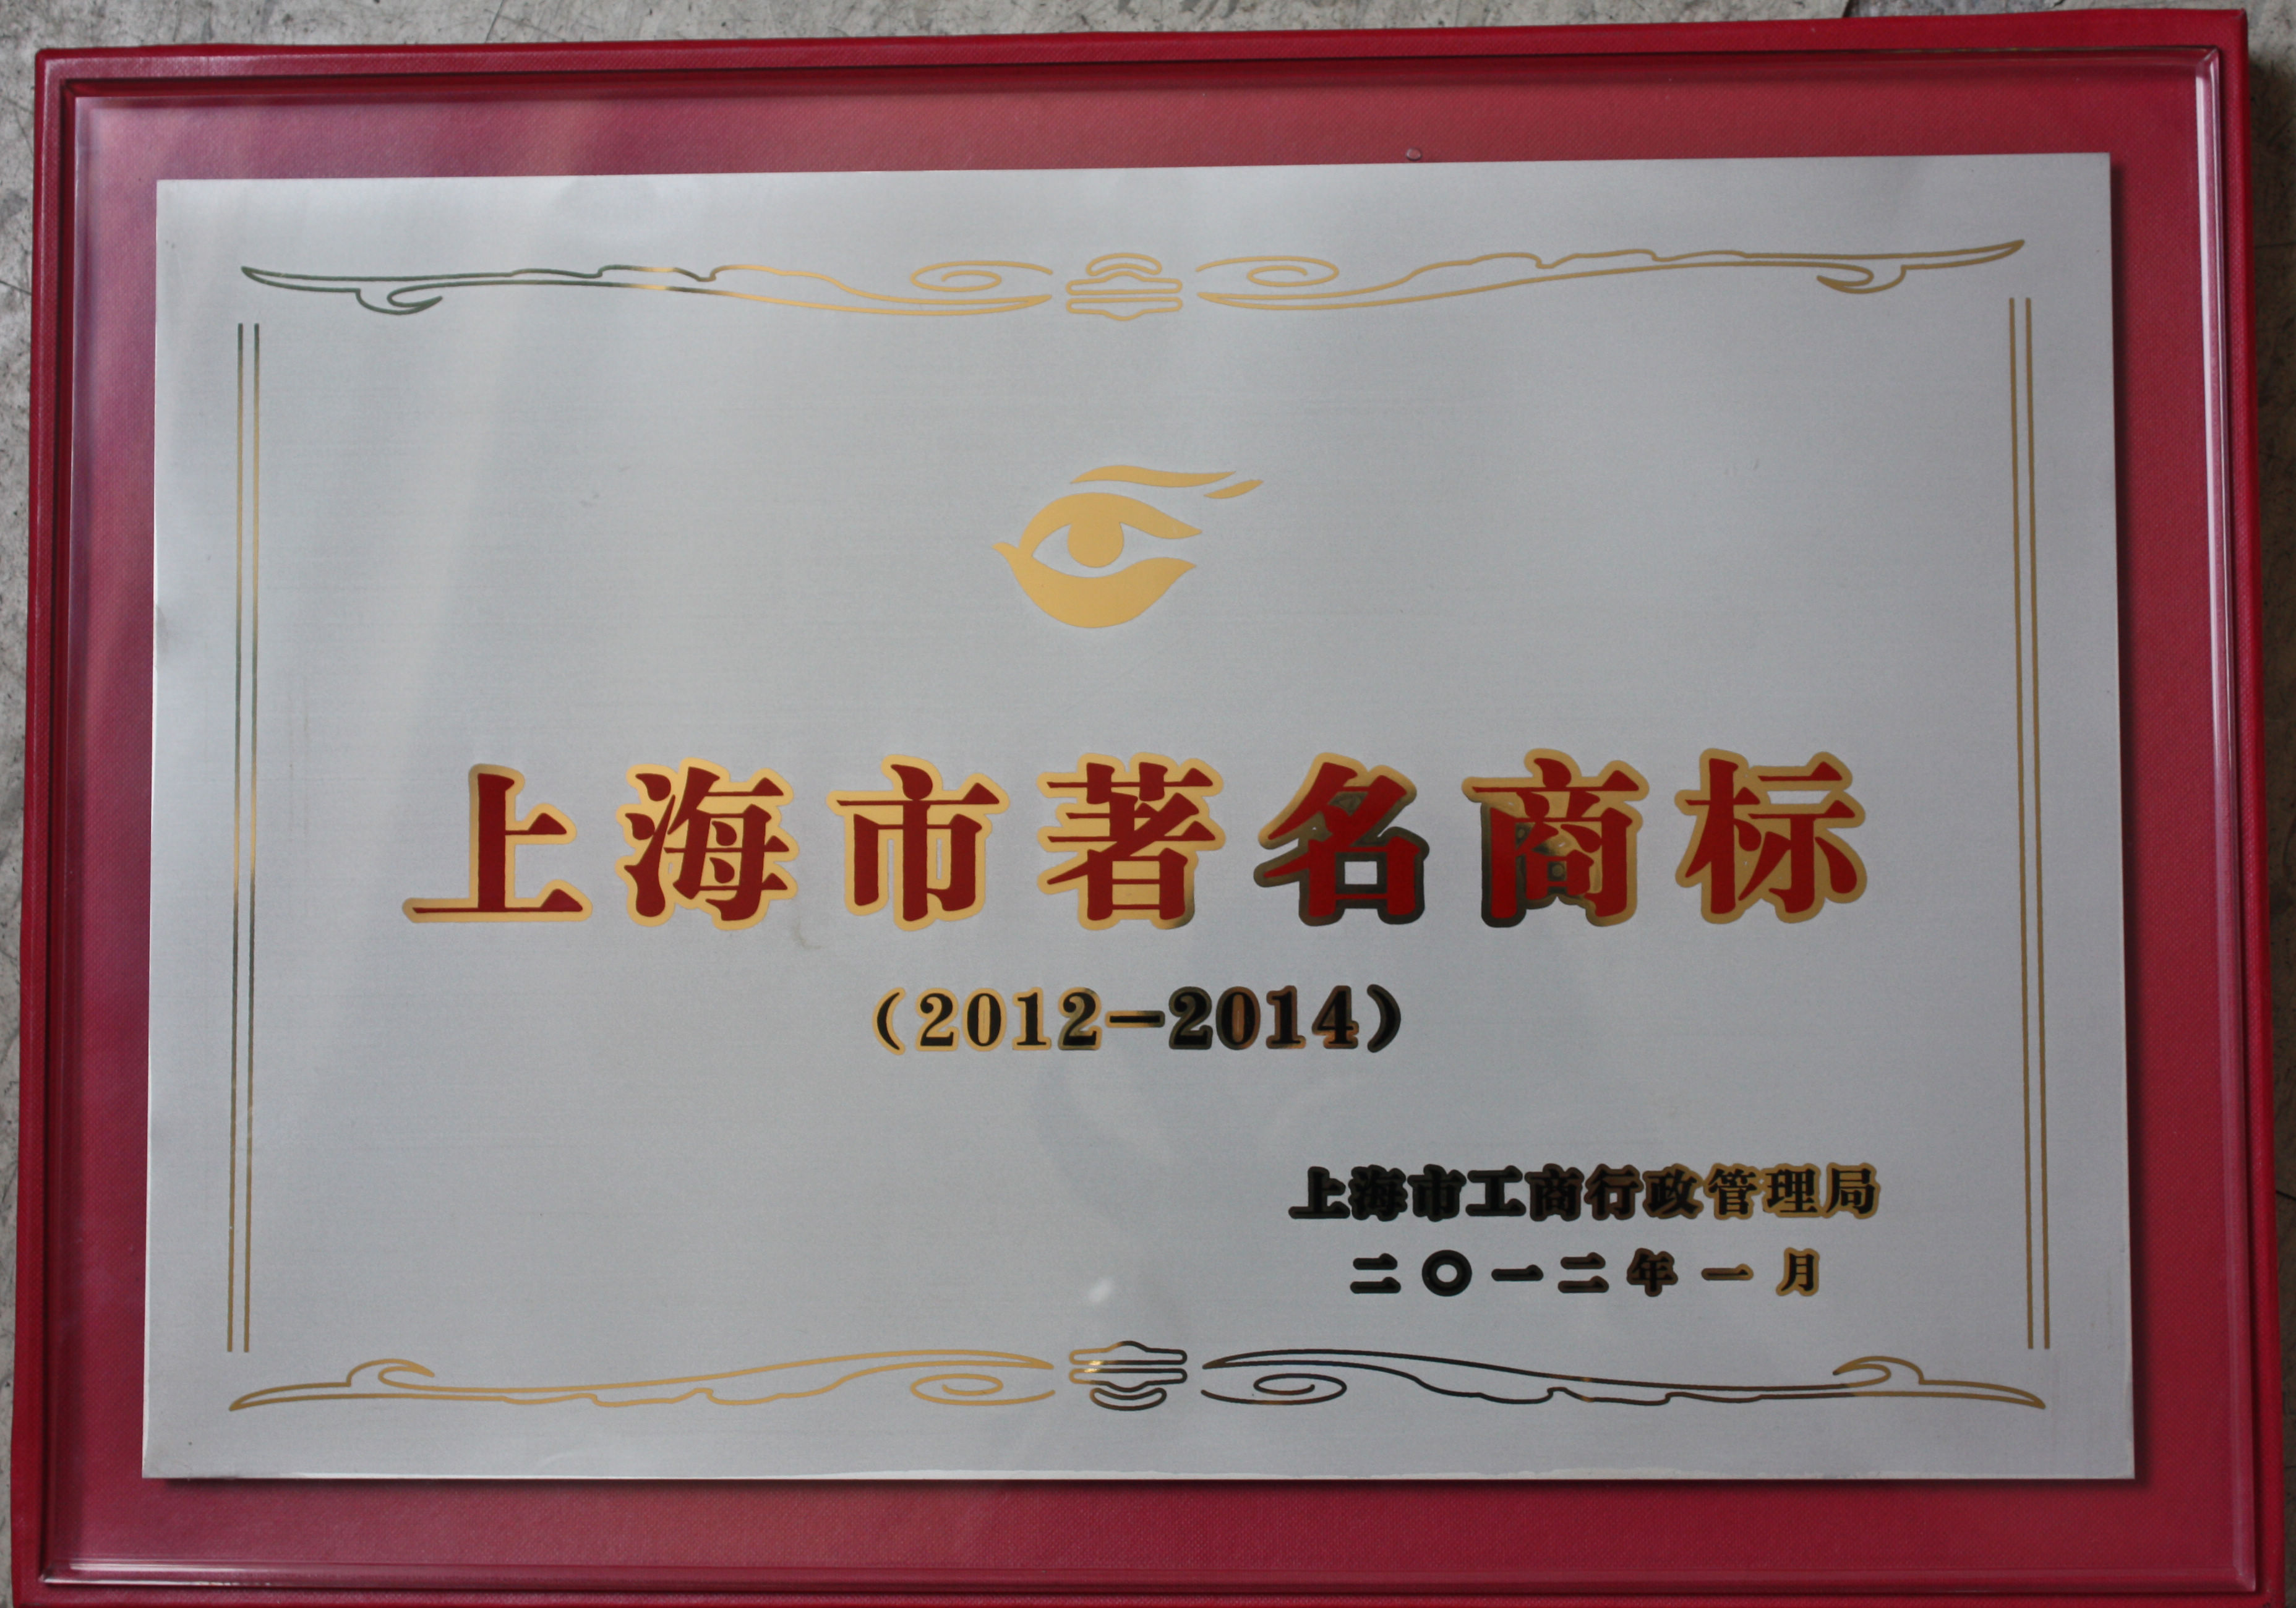 上海市著名商标
（2012—2014）
上海市工商行政管理局
二〇一二年一月